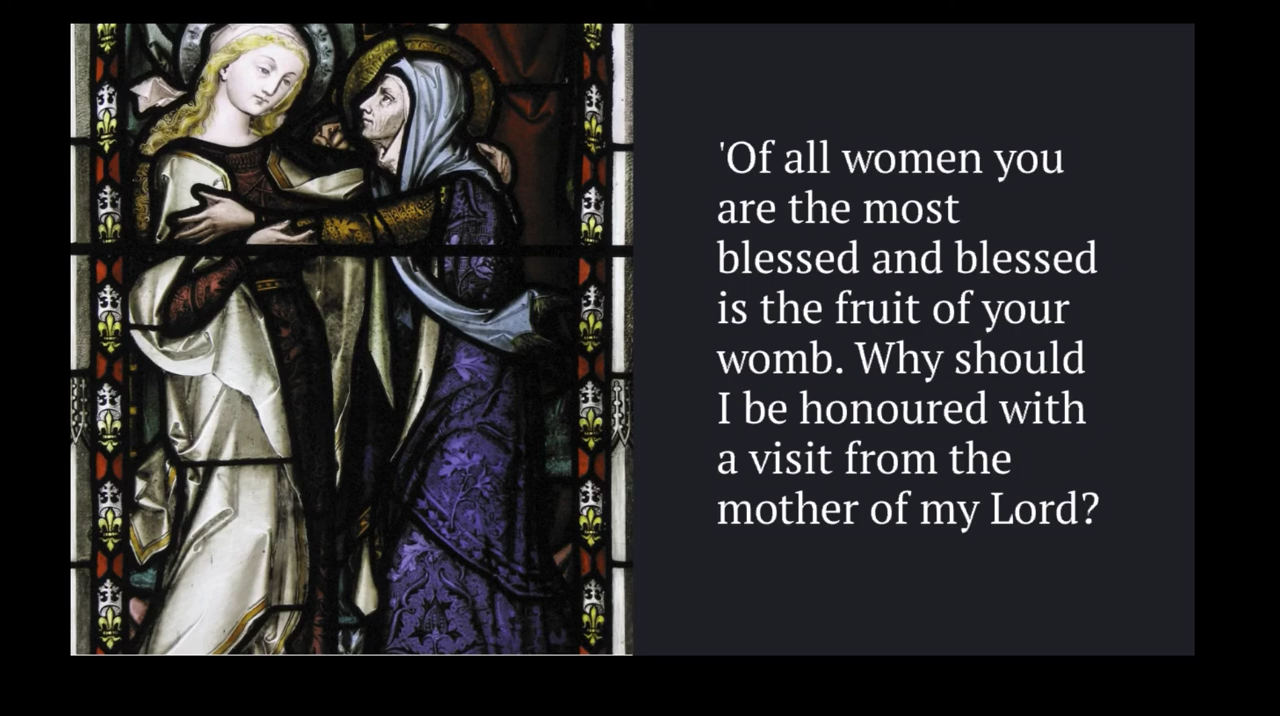 'Of all women you
are the most
blessed and blessed
is the fruit of your
womb. Why should
I be honoured with
a visit from the
mother of my Lord?